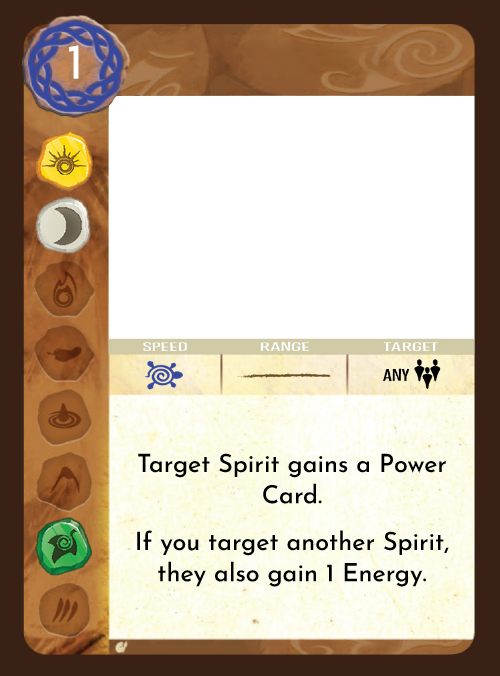 1
SPEED RANGE TARGET
ANY
Target Spirit gains a Power
Card.
If you target another Spirit,
they also gain 1 Energy.